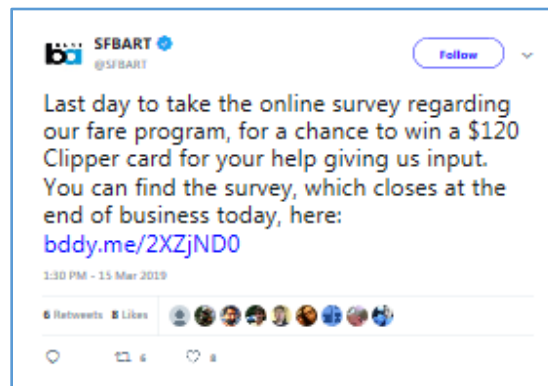 ba SFBART
@SFBART
Follow
Last day to take the online survey regarding
our fare program, for a chance to win a $120
Clipper card for your help giving us input.
You can find the survey, which closes at the
end of business today, here:
bddy.me/2XZjND0
1:30 PM - 15 Mar 2019
6 Retweets 8 Likes
6 8